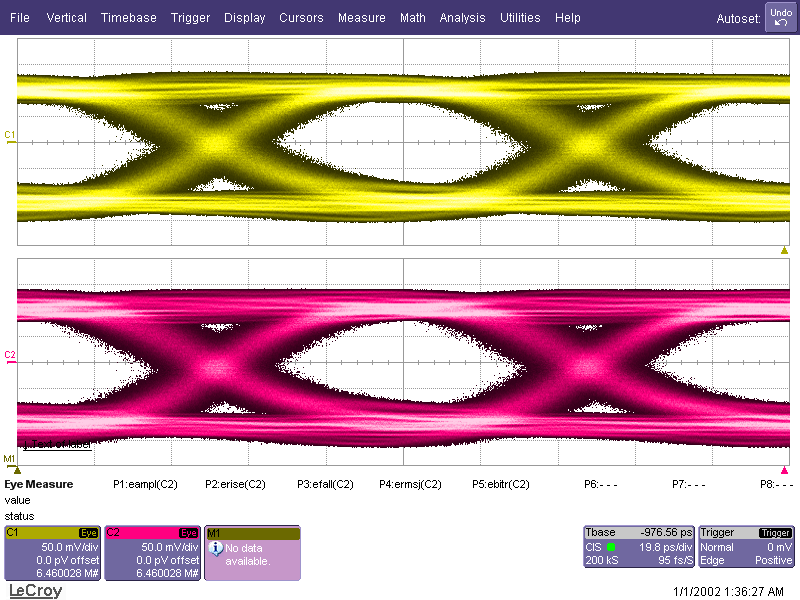 File Vertical Timebase Trigger Display Cursors Measure Math Analysis Utilities Help Autoset: Undo
C1
C2
M1
Eye Measure P1:eampl(C2) P2:erise(C2) P3:efall(C2) P4:ermsj(C2) P5:ebitr(C2) P6:- - - P7:- - - P8:- - -
value
status
C1 Eye
50.0 mV/div
0.0 pV offset
6.460028 M#
C2 Eye
50.0 mV/div
0.0 pV offset
6.460028 M#
M1
No data
available.
Tbase -976.56 ps
CIS 19.8 ps/div
200 kS 95 fs/S
Trigger Trigger
Normal 0 mV
Edge Positive
LeCroy
1/1/2002 1:36:27 AM